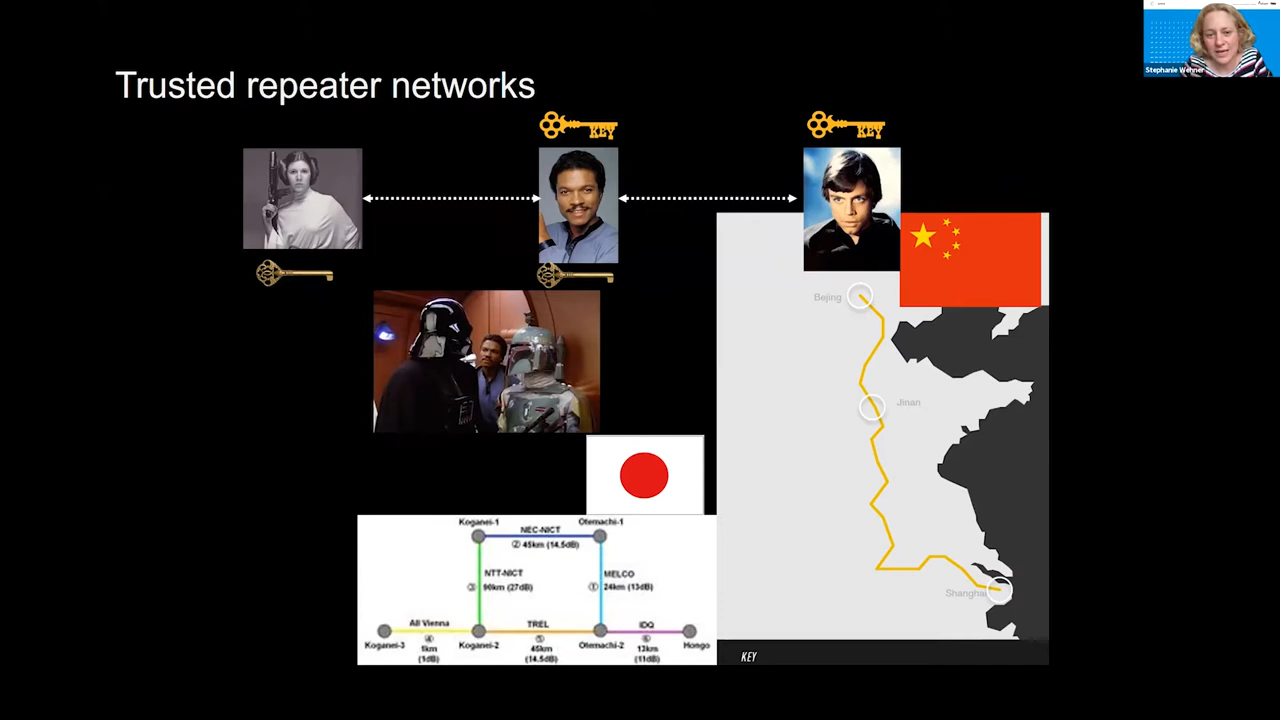 Stephanie Wehner
Trusted repeater networks
KEY
KEY
Bejing
Jinan
Shanghai
KEY
Koganei-1
Otemachi-1
NEC-NICT
② 45km (14.5dB)
NTT-NICT
③ 90km (27dB)
MELCO
① 24km (13dB)
All Vienna
TREL
IDQ
Koganei-3
④
1km
(1dB)
Koganei-2
⑤
45km
(14.5dB)
Otemachi-2
⑥
13km
(11dB)
Hongo